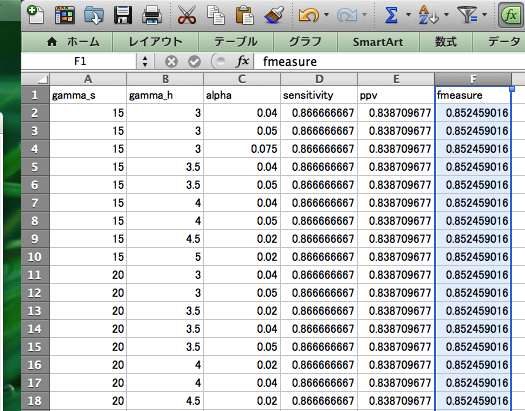 ホーム レイアウト テーブル グラフ SmartArt 数式 データ
F1 fx fmeasure
A B C D E F
1 gamma_s gamma_h alpha sensitivity ppv fmeasure
2 15 3 0.04 0.866666667 0.838709677 0.852459016
3 15 3 0.05 0.866666667 0.838709677 0.852459016
4 15 3 0.075 0.866666667 0.838709677 0.852459016
5 15 3.5 0.04 0.866666667 0.838709677 0.852459016
6 15 3.5 0.05 0.866666667 0.838709677 0.852459016
7 15 4 0.04 0.866666667 0.838709677 0.852459016
8 15 4 0.05 0.866666667 0.838709677 0.852459016
9 15 4.5 0.02 0.866666667 0.838709677 0.852459016
10 15 5 0.02 0.866666667 0.838709677 0.852459016
11 20 3 0.04 0.866666667 0.838709677 0.852459016
12 20 3 0.05 0.866666667 0.838709677 0.852459016
13 20 3.5 0.02 0.866666667 0.838709677 0.852459016
14 20 3.5 0.04 0.866666667 0.838709677 0.852459016
15 20 3.5 0.05 0.866666667 0.838709677 0.852459016
16 20 4 0.02 0.866666667 0.838709677 0.852459016
17 20 4 0.04 0.866666667 0.838709677 0.852459016
18 20 4.5 0.02 0.866666667 0.838709677 0.852459016